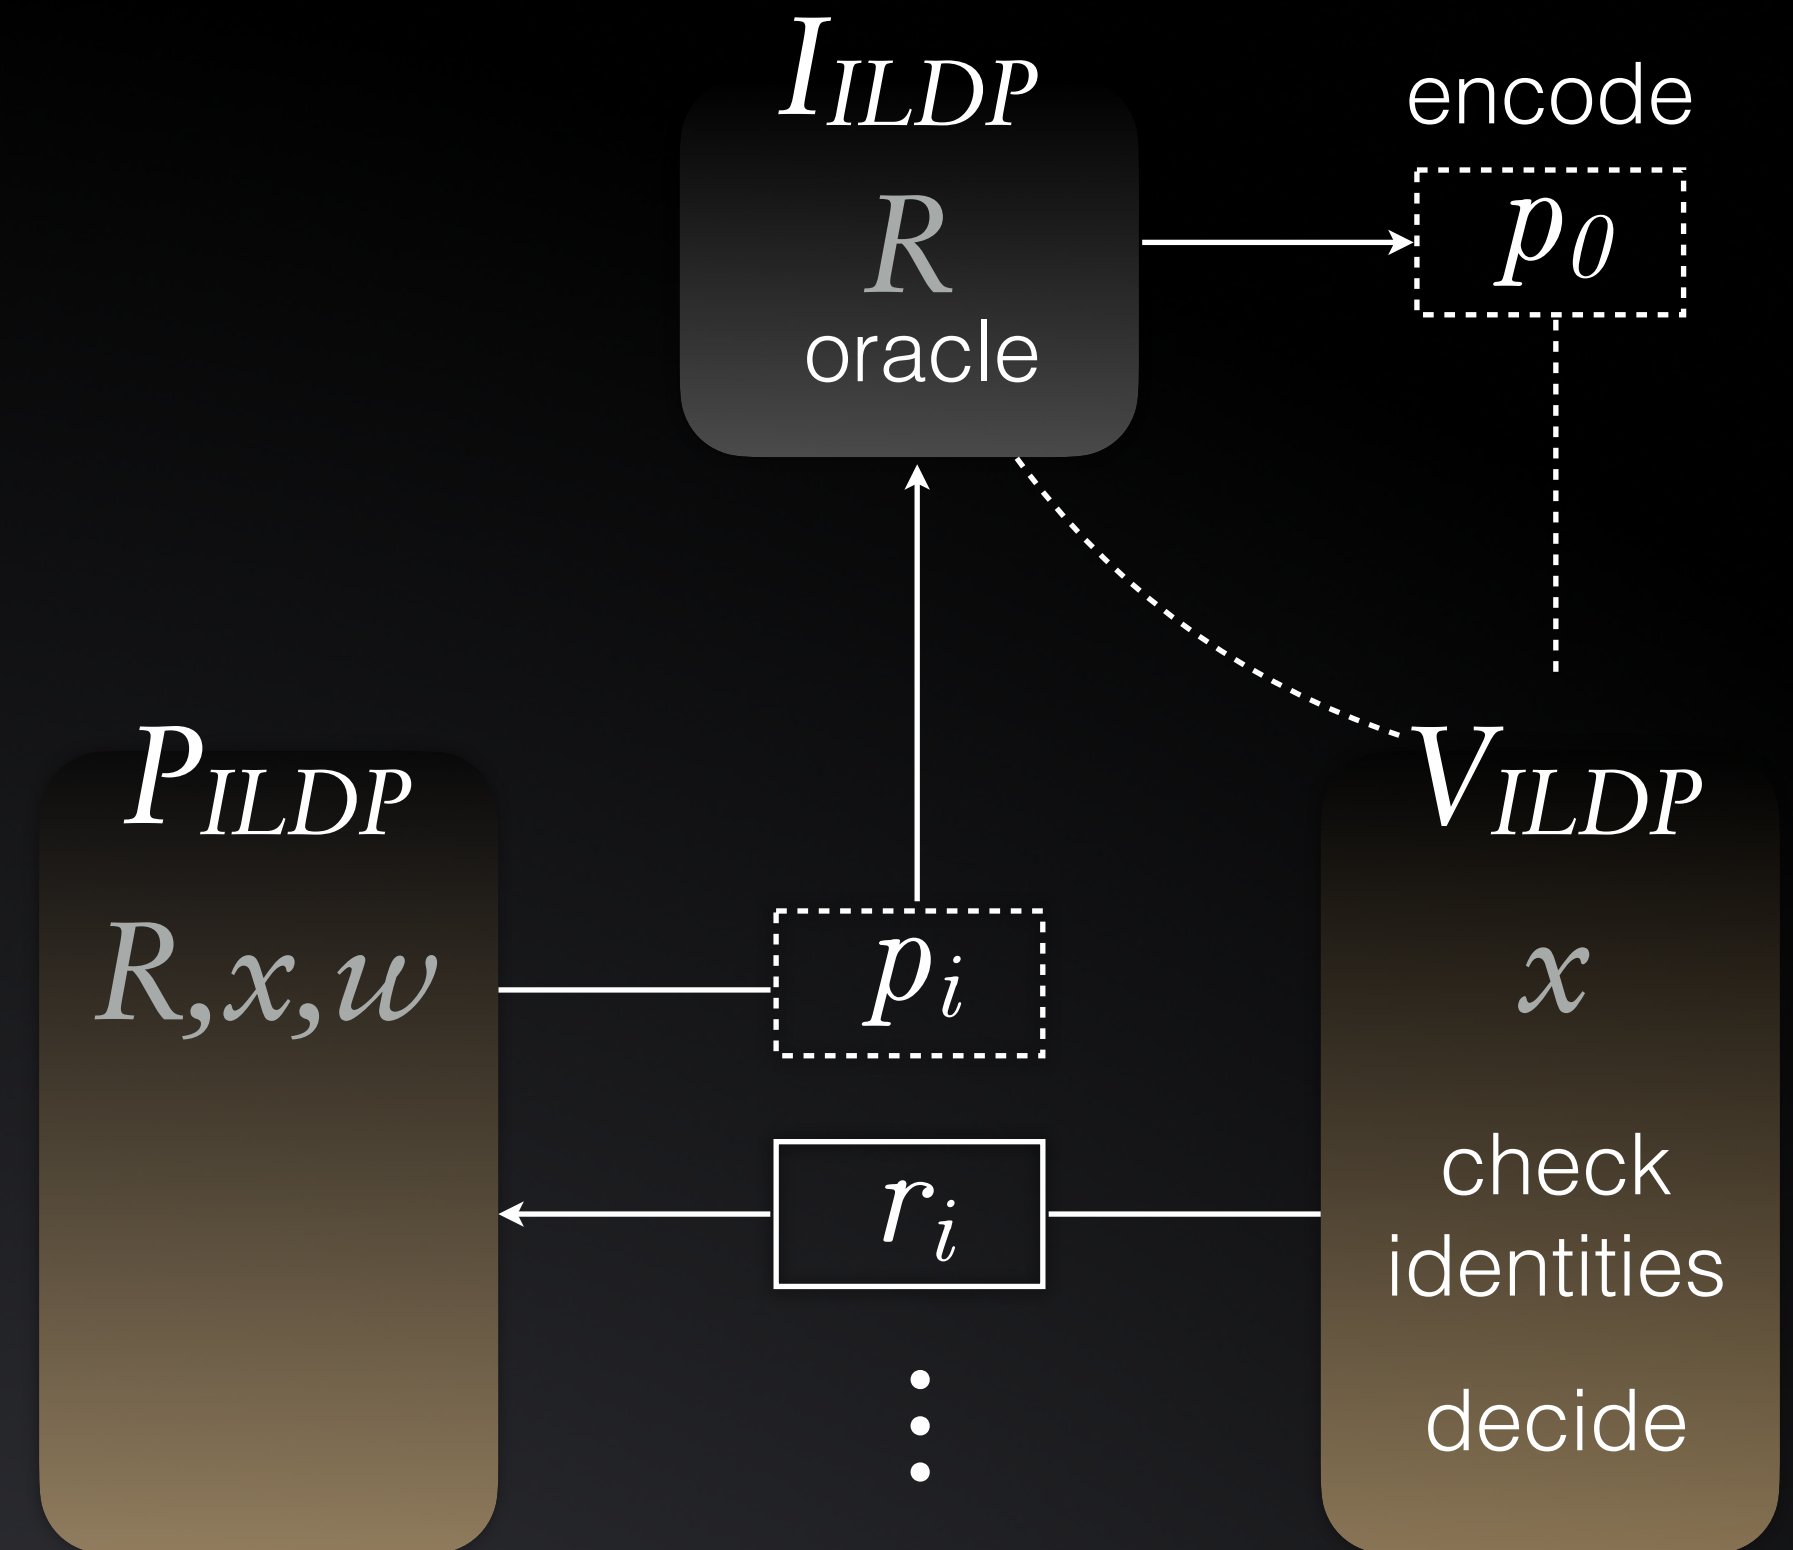 I_ILDP
encode
R
p_0
oracle
P_ILDP
V_ILDP
R,x,w
p_i
x
check
r_i
identities
decide